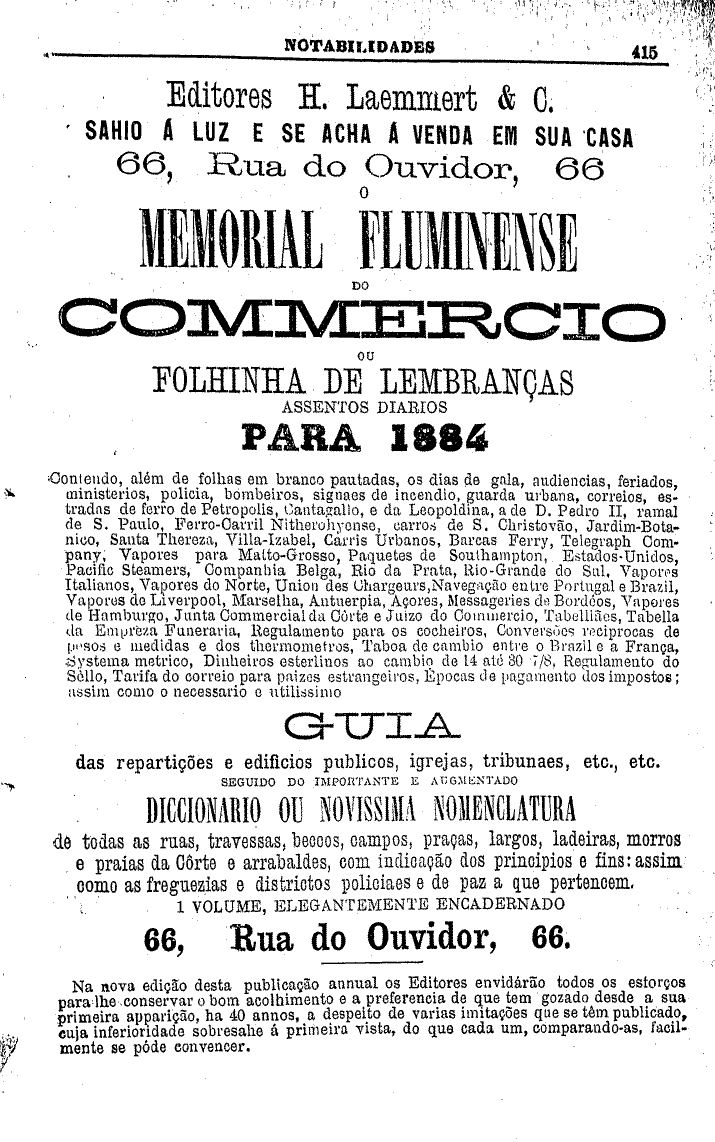 NOTABILIDADES 415
Editores H. Laemmert & C.
SAHIO Á LUZ E SE ACHA Á VENDA EM SUA CASA
66, Rua do Ouvidor, 66
O
MEMORIAL FLUMINENSE
DO
COMMERCIO
OU
FOLHINHA DE LEMBRANÇAS
ASSENTOS DIARIOS
PARA 1884
Contendo, além de folhas em branco pautadas, os dias de gala, audiencias, feriados,
ministerios, policia, bombeiros, signaes de incendio, guarda urbana, correios, es-
tradas de ferro de Petropolis, Cantagallo, e da Leopoldina, a de D. Pedro II, ramal
de S. Paulo, Ferro-Carril Nitherohyense, carros de S. Christovão, Jardim-Bota-
nico, Santa Thereza, Villa-Izabel, Carris Urbanos, Barcas Ferry, Telegraph Com-
pany, Vapores para Matto-Grosso, Paquetes de Southampton, Estados-Unidos,
Pacific Steamers, Companhia Belga, Rio da Prata, Rio-Grande do Sul, Vapores
Italianos, Vapores do Norte, Union des Chargeurs, Navegação entre Portugal e Brazil,
Vapores de Liverpool, Marselha, Antuerpia, Açores, Messageries de Bordéos, Vapores
de Hamburgo, Junta Commercial da Côrte e Juizo do Commercio, Tabelliães, Tabella
da Empreza Funeraria, Regulamento para os cocheiros, Conversões reciprocas de
pesos e medidas e dos thermometros, Taboa de cambio entre o Brazil e a França,
Systema metrico, Dinheiros esterlinos ao cambio de 14 até 30 7/8, Regulamento do
Sêllo, Tarifa do correio para paizes estrangeiros, Epocas de pagamento dos impostos;
assim como o necessario e utilissimo
GUIA
das repartições e edificios publicos, igrejas, tribunaes, etc., etc.
SEGUIDO DO IMPORTANTE E AUGMENTADO
DICCIONARIO OU NOVISSIMA NOMENCLATURA
de todas as ruas, travessas, beccos, campos, praças, largos, ladeiras, morros
e praias da Côrte e arrabaldes, com indicação dos principios e fins: assim
como as freguezias e districtos policiaes e de paz a que pertencem.
1 VOLUME, ELEGANTEMENTE ENCADERNADO
66, Rua do Ouvidor, 66.
Na nova edição desta publicação annual os Editores envidárão todos os esforços
para lhe conservar o bom acolhimento e a preferencia de que tem gozado desde a sua
primeira apparição, ha 40 annos, a despeito de varias imitações que se têm publicado,
cuja inferioridade sobresahe á primeira vista, do que cada um, comparando-as, facil-
mente se póde convencer.